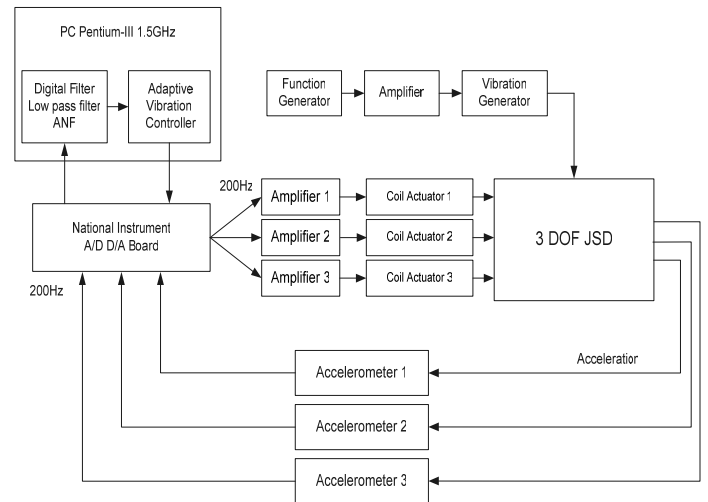 PC Pentium-III 1.5GHz
Digital Filter
Low pass filter
ANF
Adaptive
Vibration
Controller
Function
Generator
Amplifier
Vibration
Generator
200Hz
National Instrument
A/D D/A Board
Amplifier 1
Coil Actuator 1
Amplifier 2
Coil Actuator 2
Amplifier 3
Coil Actuator 3
3 DOF JSD
200Hz
Acceleration
Accelerometer 1
Accelerometer 2
Accelerometer 3